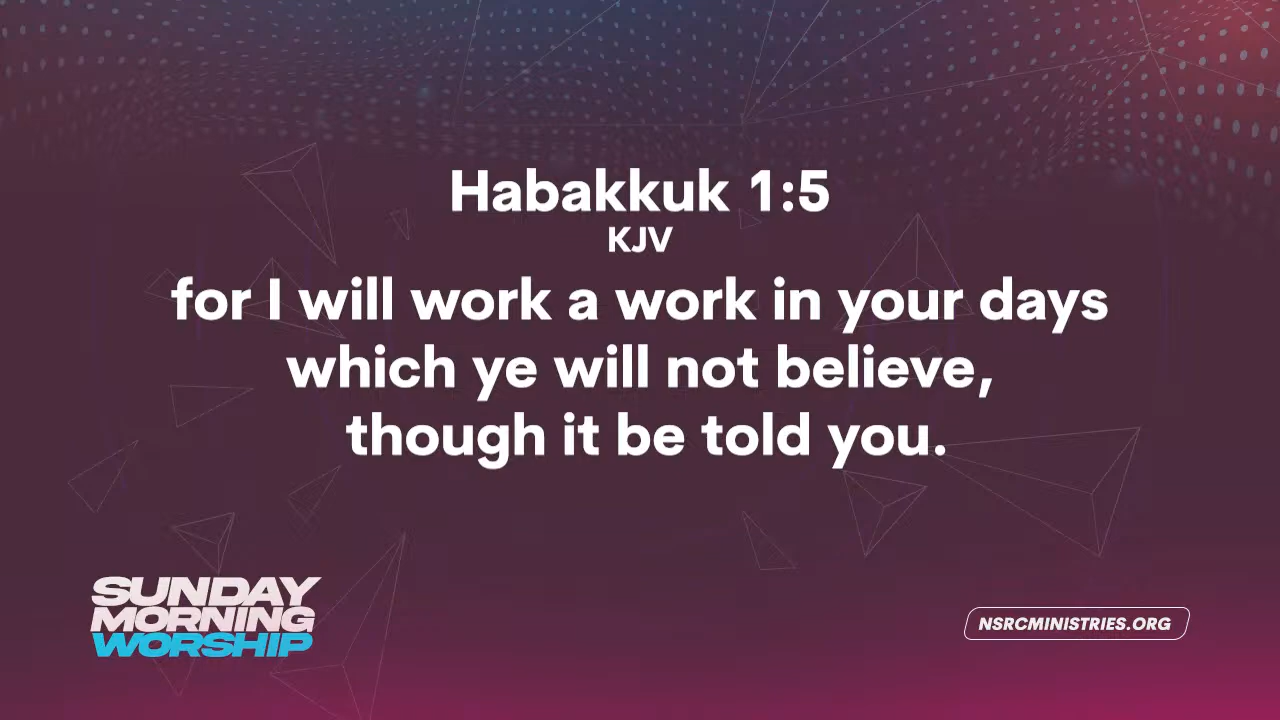 Habakkuk 1:5
KJV
for I will work a work in your days
which ye will not believe,
though it be told you.
SUNDAY
MORNING
WORSHIP
NSRCMINISTRIES.ORG